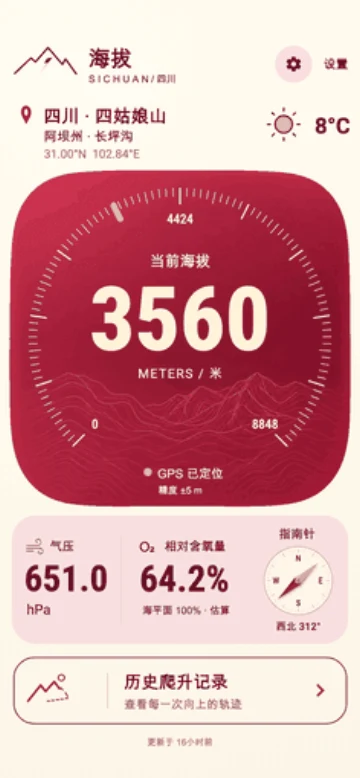 海拔
SICHUAN/四川
设置
四川 · 四姑娘山
阿坝州 · 长坪沟
31.00°N 102.84°E
8°C
4424
当前海拔
3560
METERS / 米
0
8848
GPS 已定位
精度 ±5 m
气压
651.0
hPa
O₂ 相对含氧量
64.2%
海平面 100% · 估算
指南针
N
W
E
S
西北 312°
历史爬升记录
查看每一次向上的轨迹
更新于 16小时前